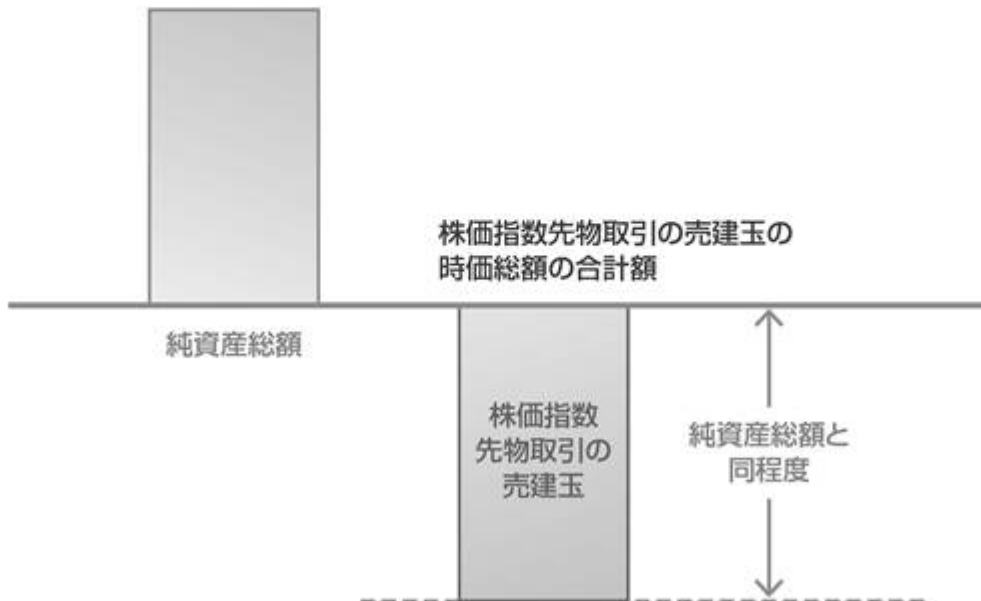 株価指数先物取引の売建玉の
時価総額の合計額
純資産総額
株価指数
先物取引の
売建玉
純資産総額と
同程度